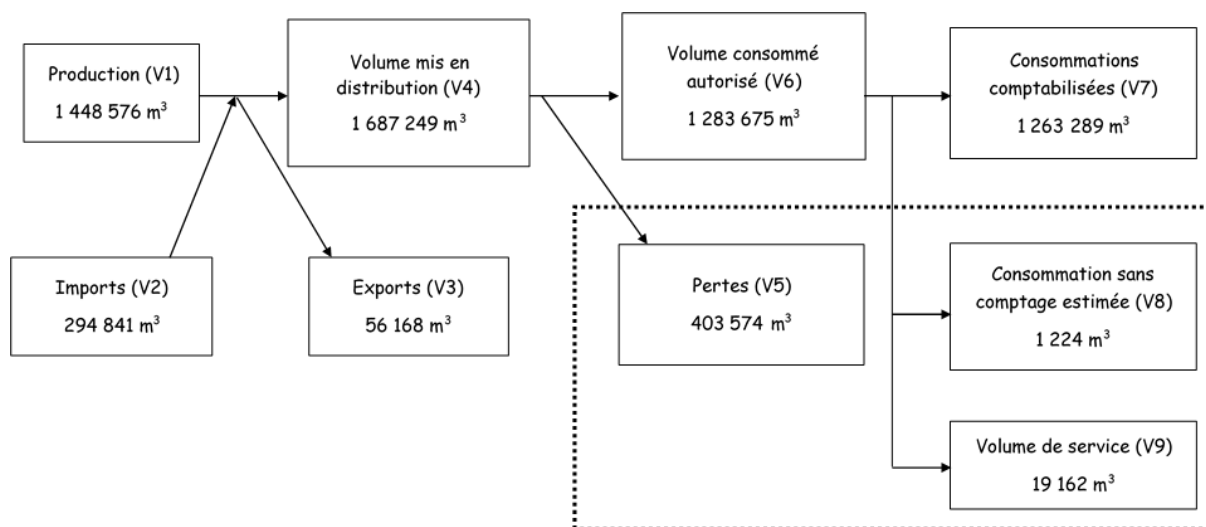 Production (V1)
1 448 576 m³
Volume mis en
distribution (V4)
1 687 249 m³
Volume consommé
autorisé (V6)
1 283 675 m³
Consommations
comptabilisées (V7)
1 263 289 m³
Imports (V2)
294 841 m³
Exports (V3)
56 168 m³
Pertes (V5)
403 574 m³
Consommation sans
comptage estimée (V8)
1 224 m³
Volume de service (V9)
19 162 m³